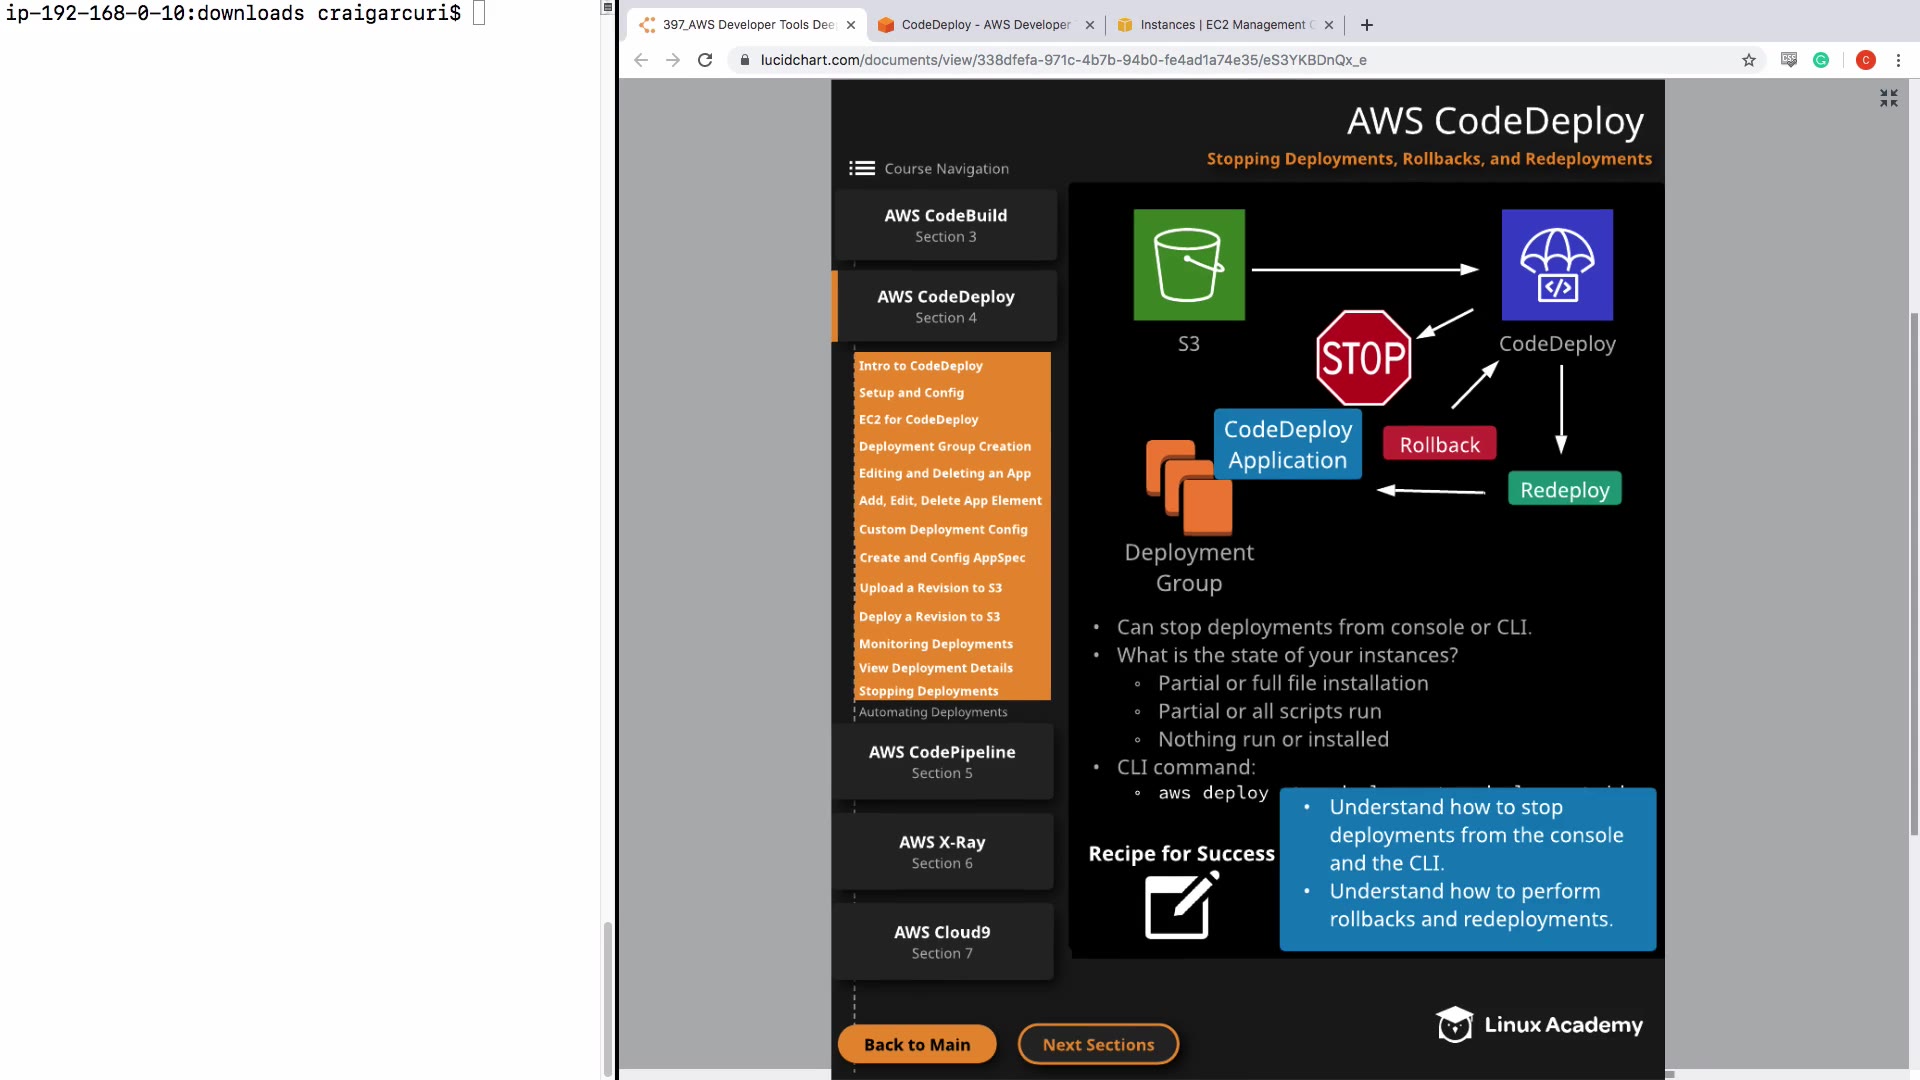 ip-192-168-0-10:downloads craigarcuri$
397_AWS Developer Tools Dee
CodeDeploy - AWS Developer
Instances | EC2 Management C
lucidchart.com/documents/view/338dfefa-971c-4b7b-94b0-fe4ad1a74e35/eS3YKBDnQx_e
C
AWS CodeDeploy
Stopping Deployments, Rollbacks, and Redeployments
Course Navigation
AWS CodeBuild
Section 3
AWS CodeDeploy
Section 4
Intro to CodeDeploy
Setup and Config
EC2 for CodeDeploy
Deployment Group Creation
Editing and Deleting an App
Add, Edit, Delete App Element
Custom Deployment Config
Create and Config AppSpec
Upload a Revision to S3
Deploy a Revision to S3
Monitoring Deployments
View Deployment Details
Stopping Deployments
Automating Deployments
AWS CodePipeline
Section 5
AWS X-Ray
Section 6
AWS Cloud9
Section 7
Back to Main
Next Sections
S3
CodeDeploy
STOP
CodeDeploy
Application
Rollback
Redeploy
Deployment
Group
• Can stop deployments from console or CLI.
• What is the state of your instances?
◦ Partial or full file installation
◦ Partial or all scripts run
◦ Nothing run or installed
• CLI command:
◦ aws deploy
Recipe for Success
• Understand how to stop
deployments from the console
and the CLI.
• Understand how to perform
rollbacks and redeployments.
Linux Academy